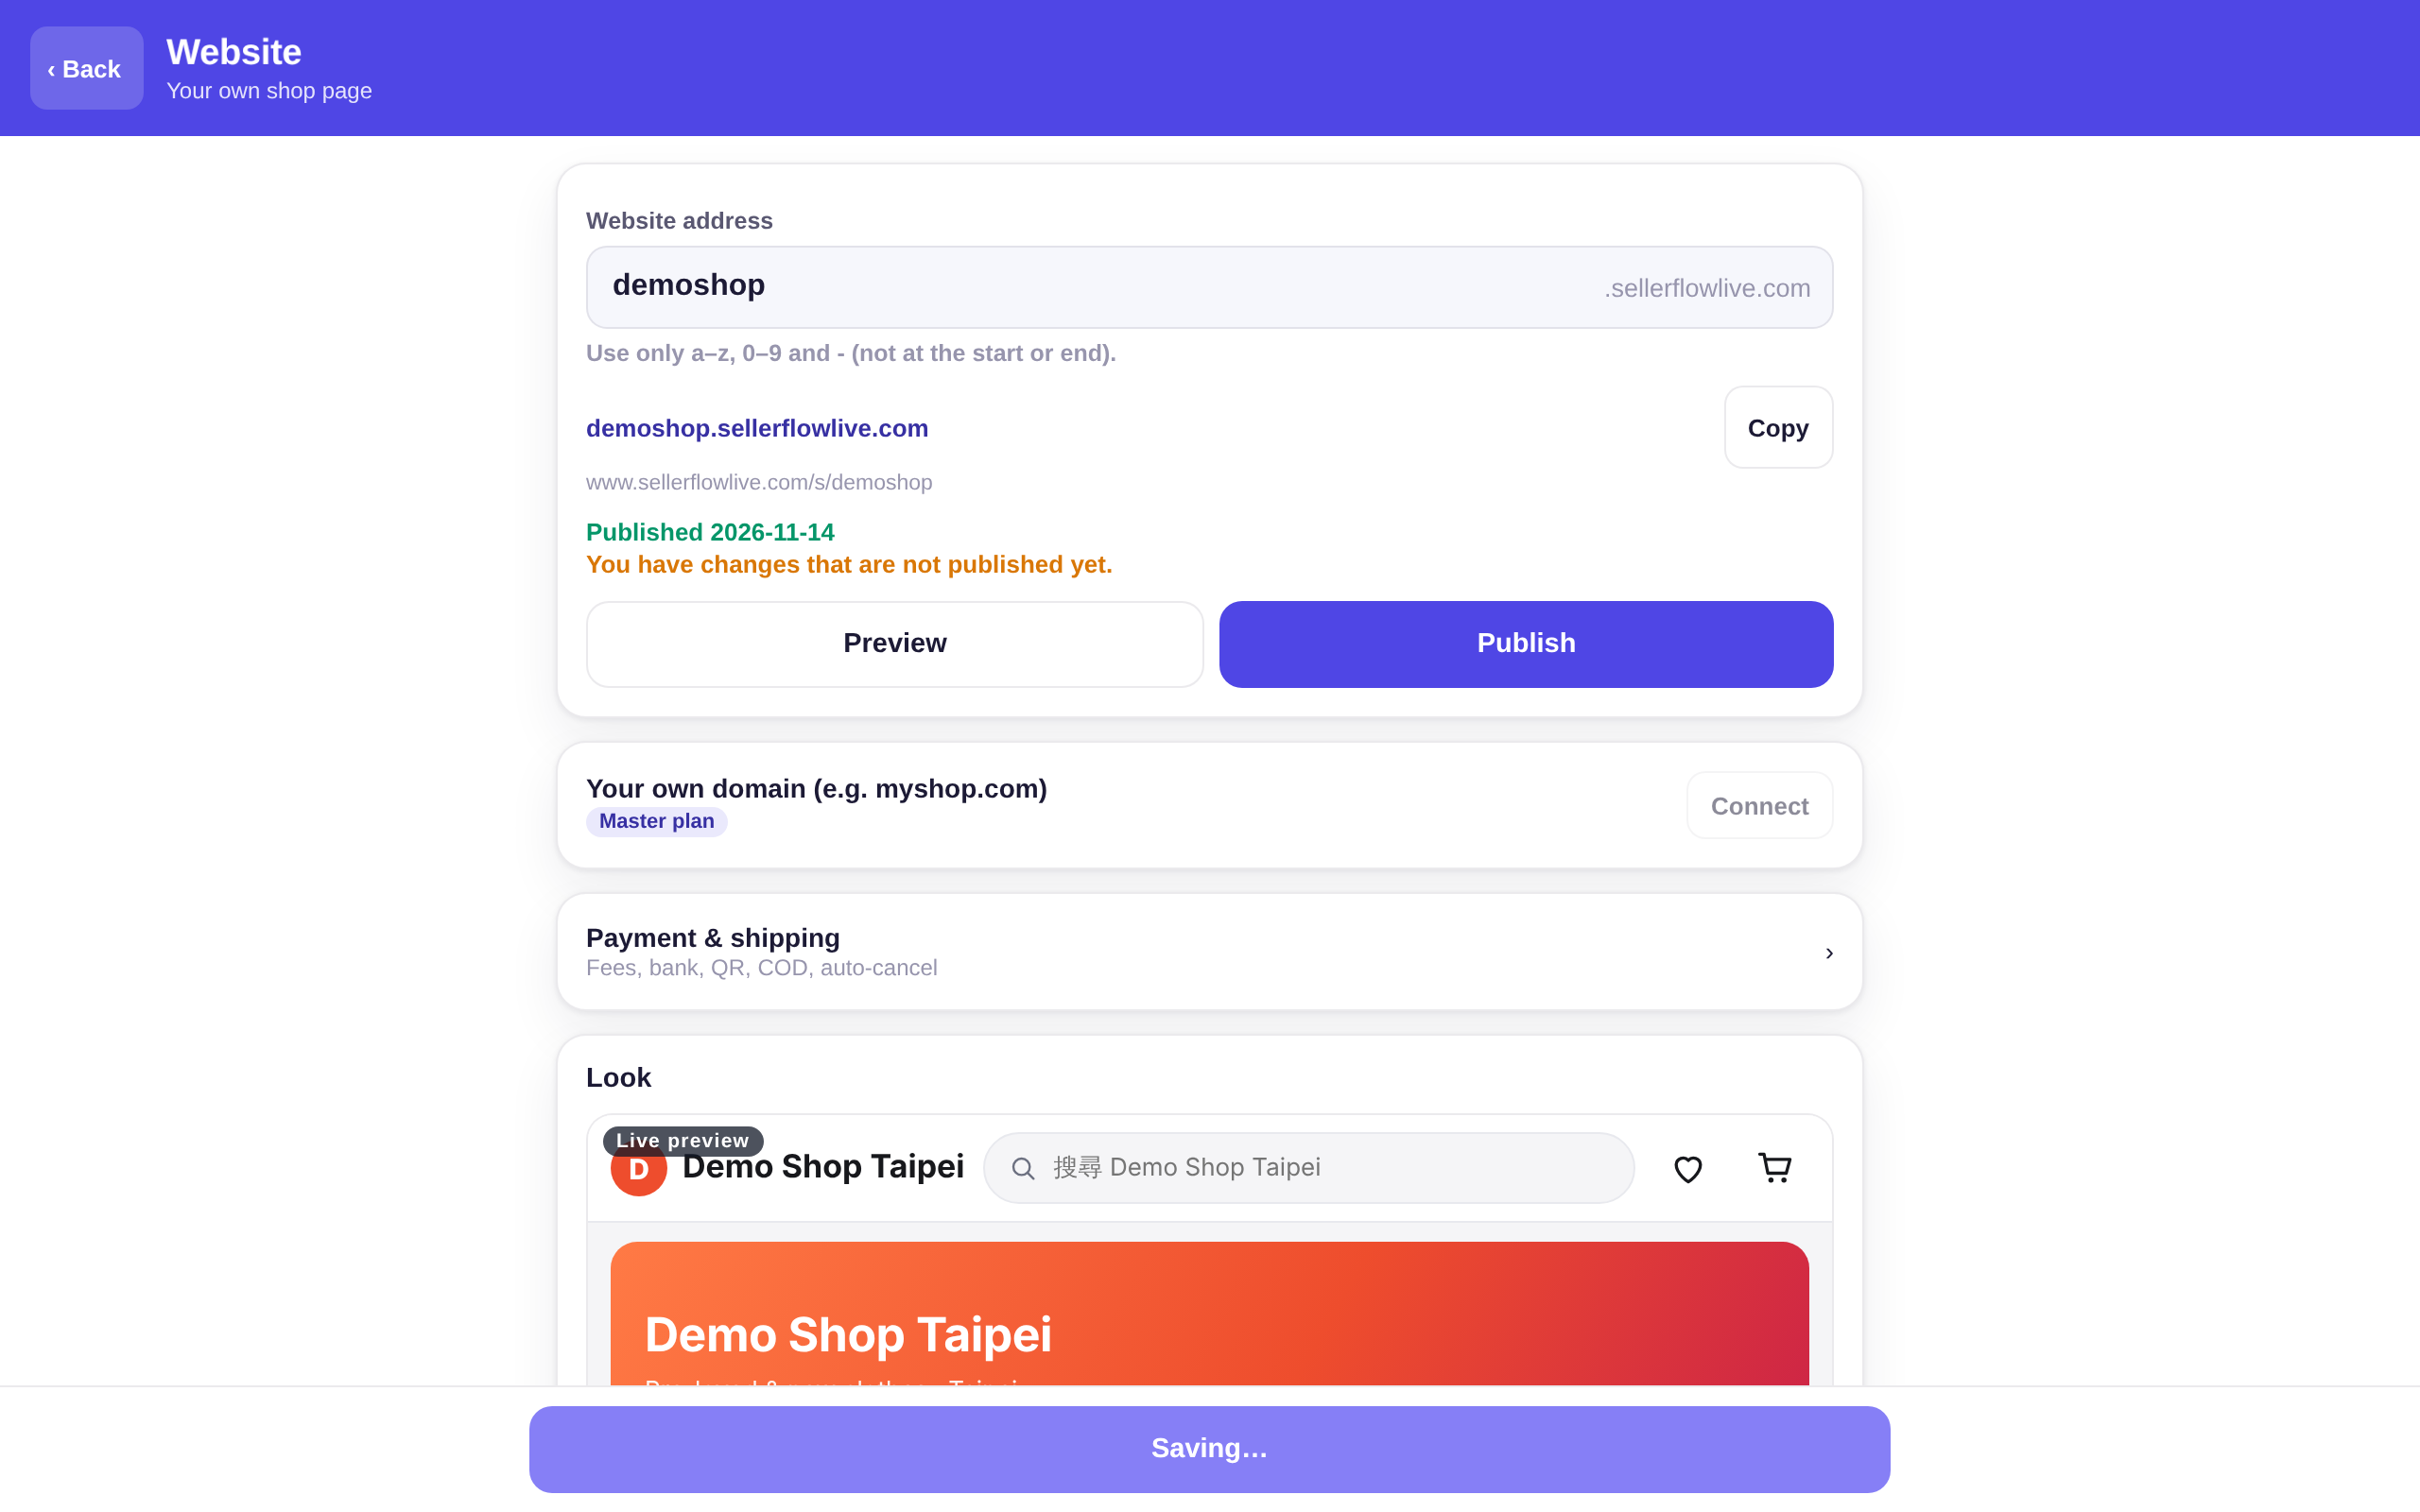 ‹ Back
Website
Your own shop page
Website address
demoshop
.sellerflowlive.com
Use only a–z, 0–9 and - (not at the start or end).
demoshop.sellerflowlive.com
Copy
www.sellerflowlive.com/s/demoshop
Published 2026-11-14
You have changes that are not published yet.
Preview
Publish
Your own domain (e.g. myshop.com)
Master plan
Connect
Payment & shipping
Fees, bank, QR, COD, auto-cancel
›
Look
Live preview
D
Demo Shop Taipei
搜尋 Demo Shop Taipei
Demo Shop Taipei
Saving…